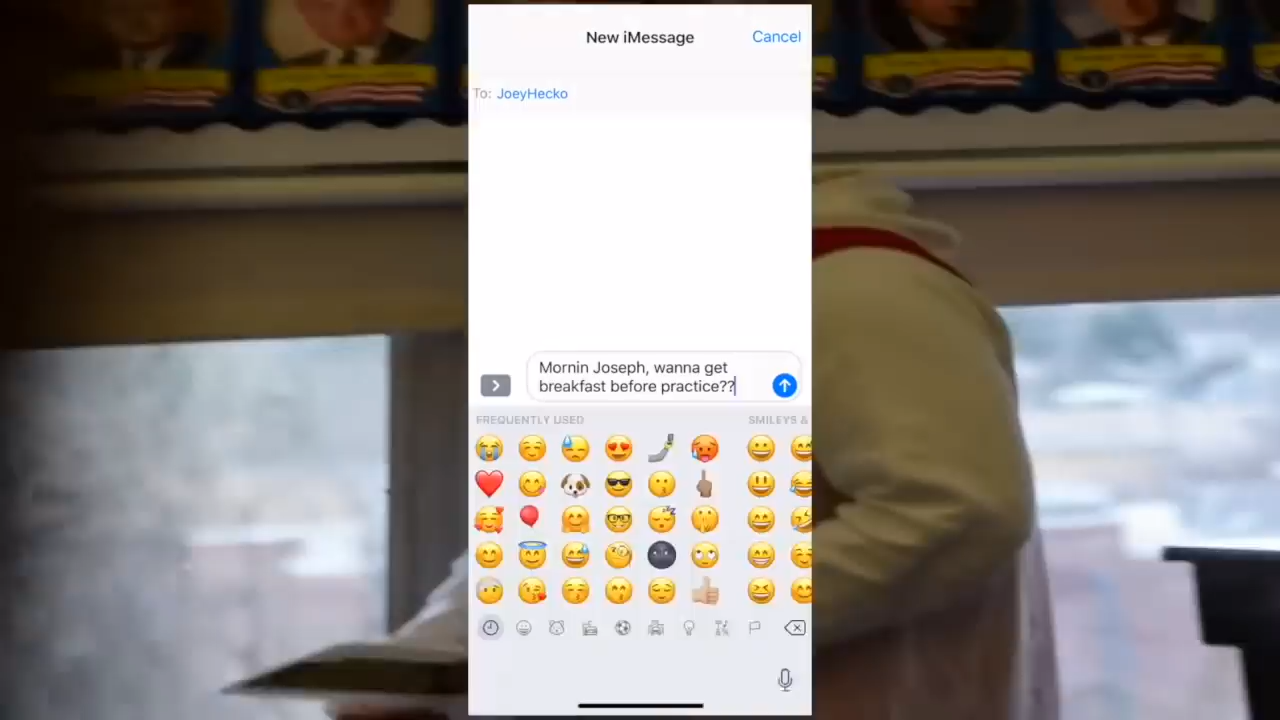 New iMessage
Cancel
To: JoeyHecko
Mornin Joseph, wanna get
breakfast before practice??
FREQUENTLY USED
SMILEYS &